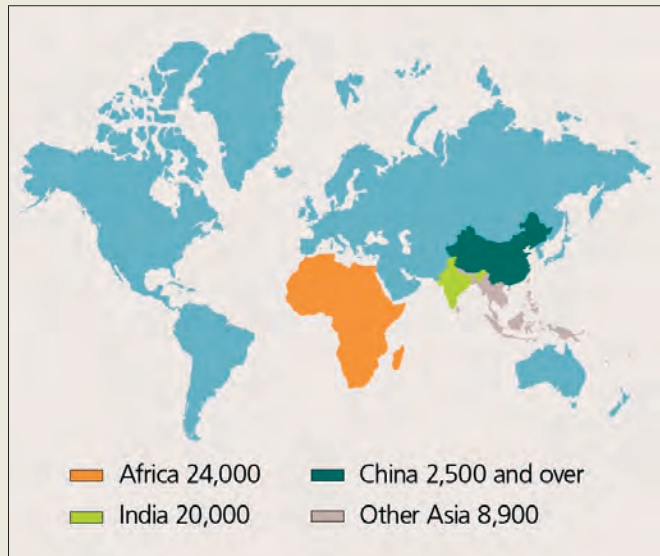 Africa 24,000
China 2,500 and over
India 20,000
Other Asia 8,900